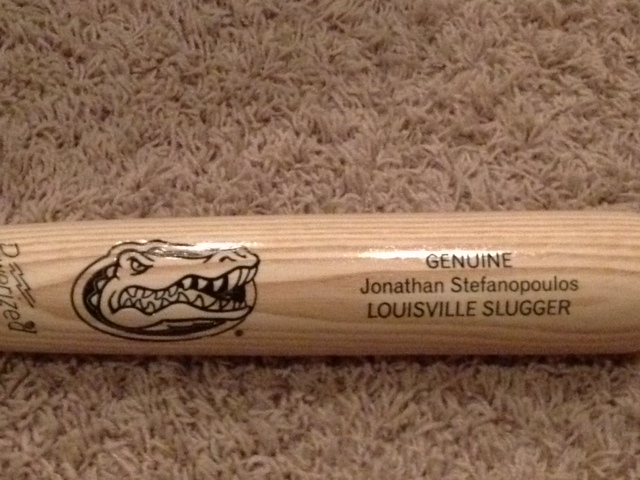 GENUINE
Jonathan Stefanopoulos
LOUISVILLE SLUGGER